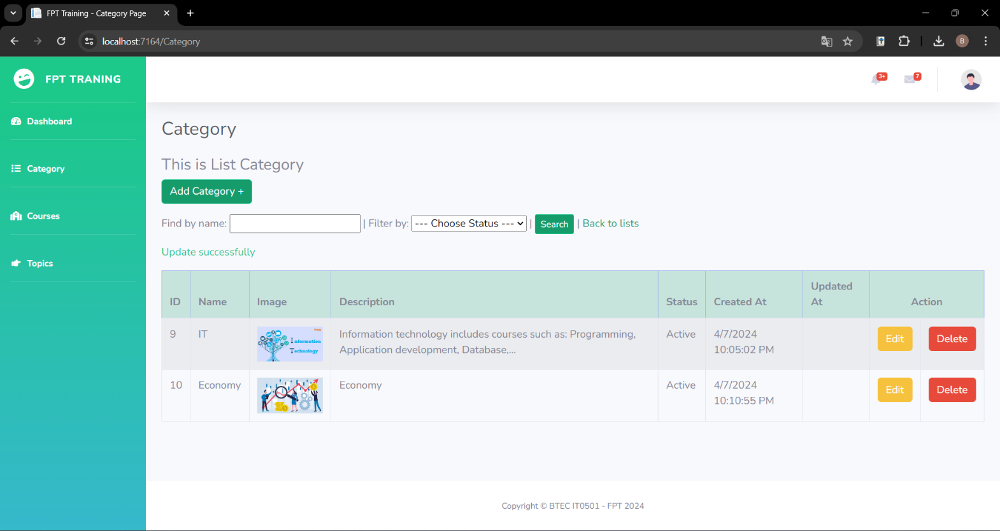 FPT Training - Category Page
localhost:7164/Category
B
FPT TRANING
3+
7
Dashboard
Category
Courses
Topics
Category
This is List Category
Add Category +
Find by name: | Filter by: --- Choose Status --- | Search | Back to lists
Update successfully
ID Name Image Description Status Created At Updated At Action
9 IT Information Technology Information technology includes courses such as: Programming, Active 4/7/2024 Edit Delete
Application development, Database,... 10:05:02 PM
10 Economy Economy Active 4/7/2024 Edit Delete
10:10:55 PM
Copyright © BTEC IT0501 - FPT 2024